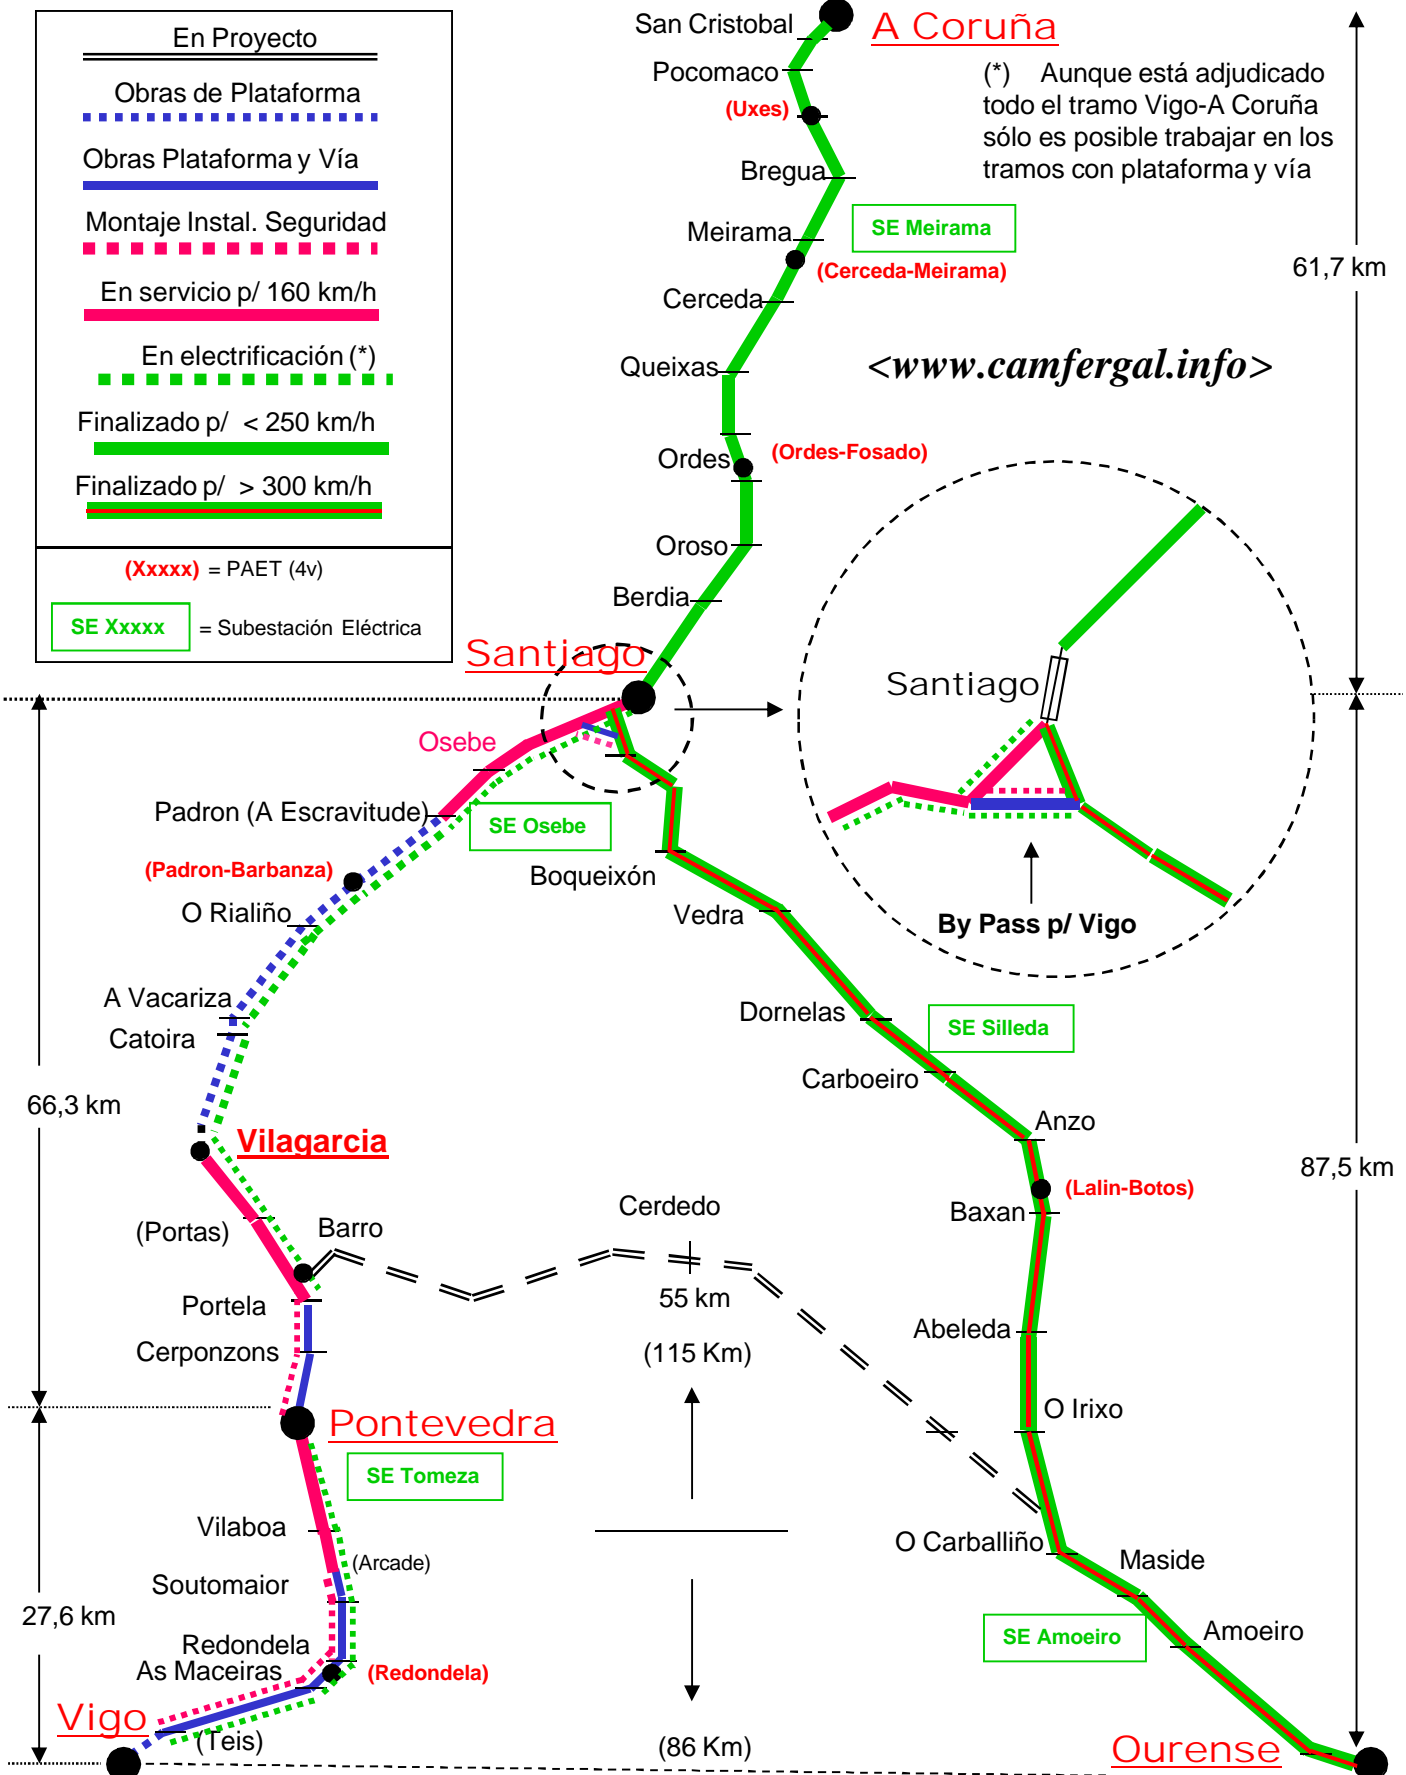 En Proyecto
Obras de Plataforma
Obras Plataforma y Vía
Montaje Instal. Seguridad
En servicio p/ 160 km/h
En electrificación (*)
Finalizado p/ < 250 km/h
Finalizado p/ > 300 km/h
(Xxxxx) = PAET (4v)
SE Xxxxx = Subestación Eléctrica
San Cristobal
A Coruña
Pocomaco
(*) Aunque está adjudicado
todo el tramo Vigo-A Coruña
sólo es posible trabajar en los
tramos con plataforma y vía
(Uxes)
Bregua
Meirama
SE Meirama
(Cerceda-Meirama)
61,7 km
Cerceda
Queixas
<www.camfergal.info>
Ordes
(Ordes-Fosado)
Oroso
Berdia
Santiago
Santiago
By Pass p/ Vigo
Osebe
Padron (A Escravitude)
SE Osebe
(Padron-Barbanza)
O Rialiño
Boqueixón
Vedra
A Vacariza
Catoira
Dornelas
SE Silleda
Carboeiro
66,3 km
Vilagarcia
Anzo
87,5 km
(Lalin-Botos)
Baxan
(Portas)
Barro
Cerdedo
Portela
55 km
(115 Km)
Cerponzons
Abeleda
O Irixo
Pontevedra
SE Tomeza
Vilaboa
(Arcade)
O Carballiño
Maside
Soutomaior
27,6 km
SE Amoeiro
Amoeiro
Redondela
As Maceiras
(Redondela)
Vigo
(Teis)
(86 Km)
Ourense